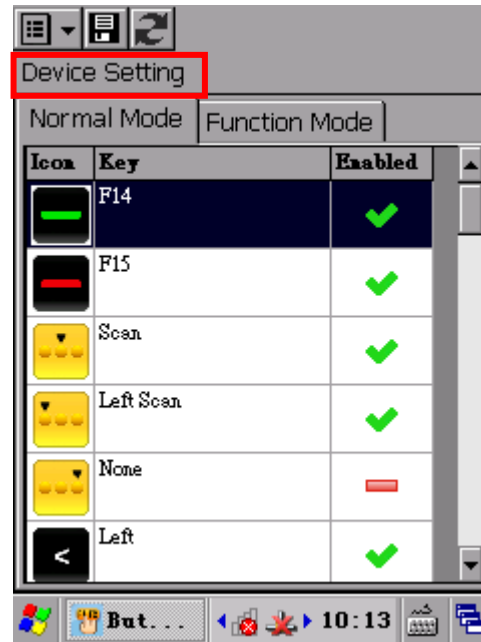 Device Setting
Normal Mode Function Mode
Icon Key Enabled
F14
F15
Scan
Left Scan
None
< Left
But... 10:13